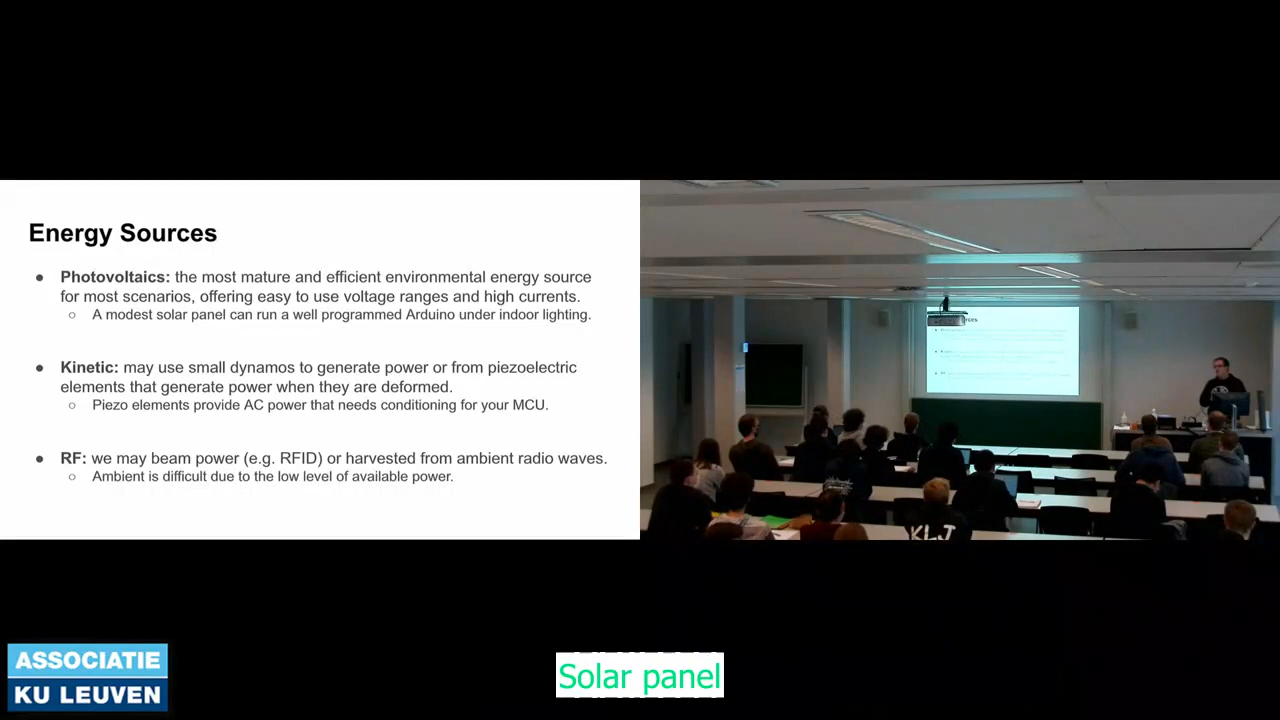 Energy Sources
● Photovoltaics: the most mature and efficient environmental energy source
for most scenarios, offering easy to use voltage ranges and high currents.
○ A modest solar panel can run a well programmed Arduino under indoor lighting.
● Kinetic: may use small dynamos to generate power or from piezoelectric
elements that generate power when they are deformed.
○ Piezo elements provide AC power that needs conditioning for your MCU.
● RF: we may beam power (e.g. RFID) or harvested from ambient radio waves.
○ Ambient is difficult due to the low level of available power.
KLJ
ASSOCIATIE
KU LEUVEN
Solar panel